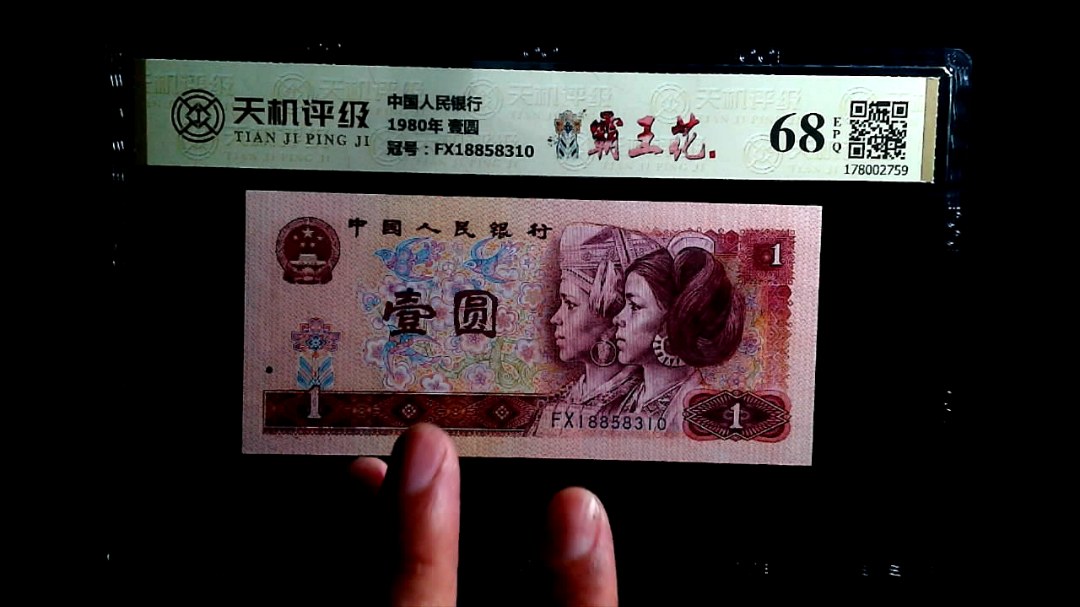 天机评级
TIAN JI PING JI
中国人民银行
1980年 壹圆
冠号：FX18858310
霸王花
68
EPQ
178002759
中國人民银行
1
壹圆
1
FX18858310
1